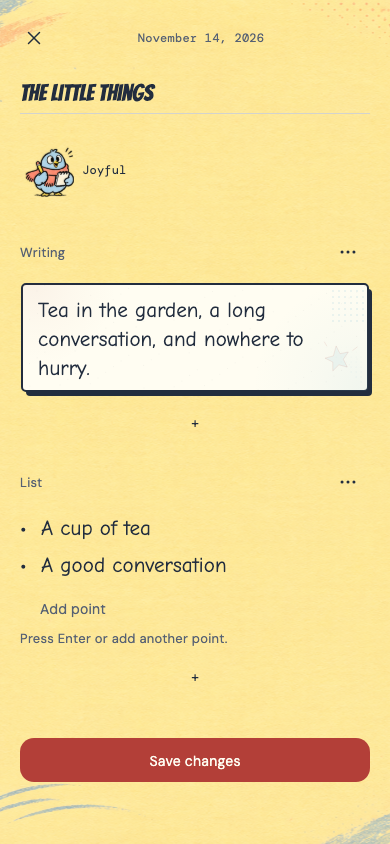 November 14, 2026
THE LITTLE THINGS
Joyful
Writing
Tea in the garden, a long
conversation, and nowhere to
hurry.
+
List
• A cup of tea
• A good conversation
Add point
Press Enter or add another point.
+
Save changes